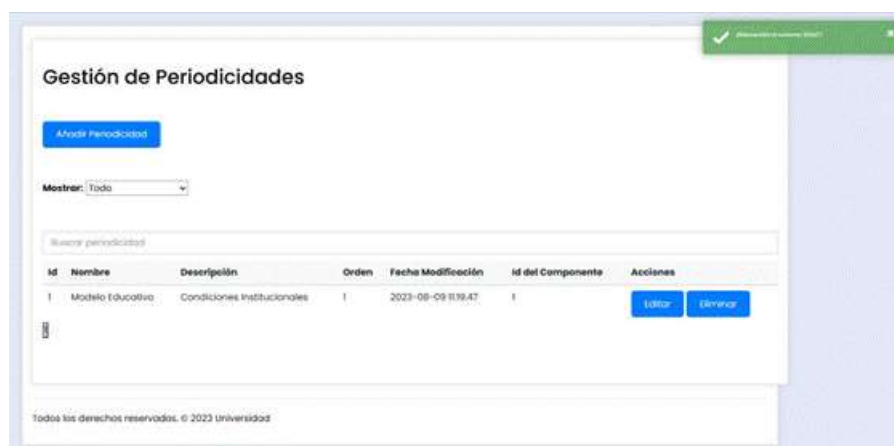 Gestión de Periodicidades
Añadir Periodicidad
Mostrar: Todo
Buscar periodicidad
Id Nombre Descripción Orden Fecha Modificación Id del Componente Acciones
1 Modelo Educativo Condiciones Institucionales 1 2023-08-09 11.19.47 1 Editar Eliminar
Todos los derechos reservados. © 2023 Universidad